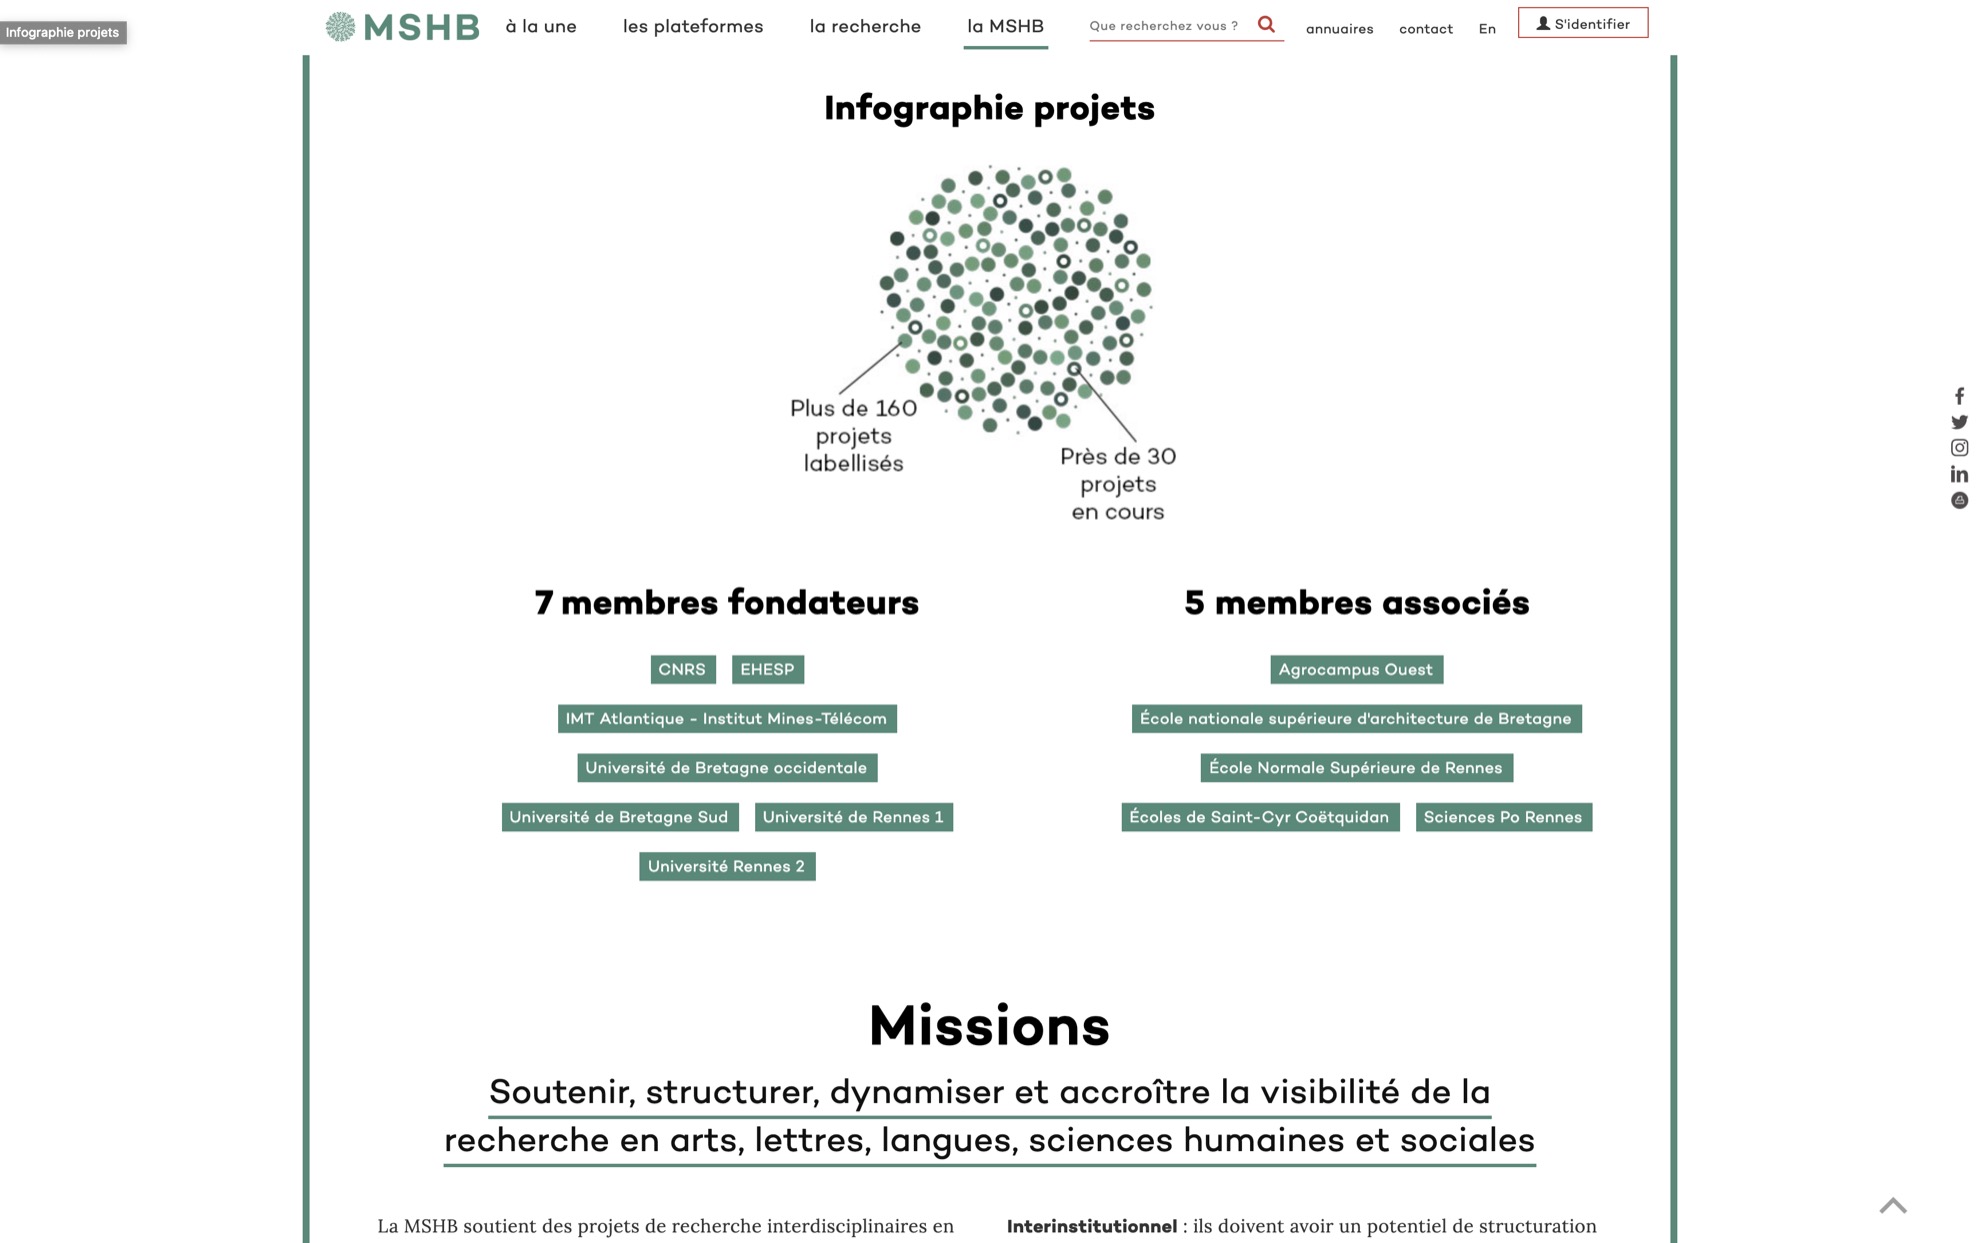 Infographie projets
MSHB
à la une
les plateformes
la recherche
la MSHB
Que recherchez vous ?
annuaires
contact
En
S'identifier
Infographie projets
Plus de 160
projets
labellisés
Près de 30
projets
en cours
7 membres fondateurs
CNRS
EHESP
IMT Atlantique - Institut Mines-Télécom
Université de Bretagne occidentale
Université de Bretagne Sud
Université de Rennes 1
Université Rennes 2
5 membres associés
Agrocampus Ouest
École nationale supérieure d'architecture de Bretagne
École Normale Supérieure de Rennes
Écoles de Saint-Cyr Coëtquidan
Sciences Po Rennes
Missions
Soutenir, structurer, dynamiser et accroître la visibilité de la
recherche en arts, lettres, langues, sciences humaines et sociales
La MSHB soutient des projets de recherche interdisciplinaires en
Interinstitutionnel : ils doivent avoir un potentiel de structuration